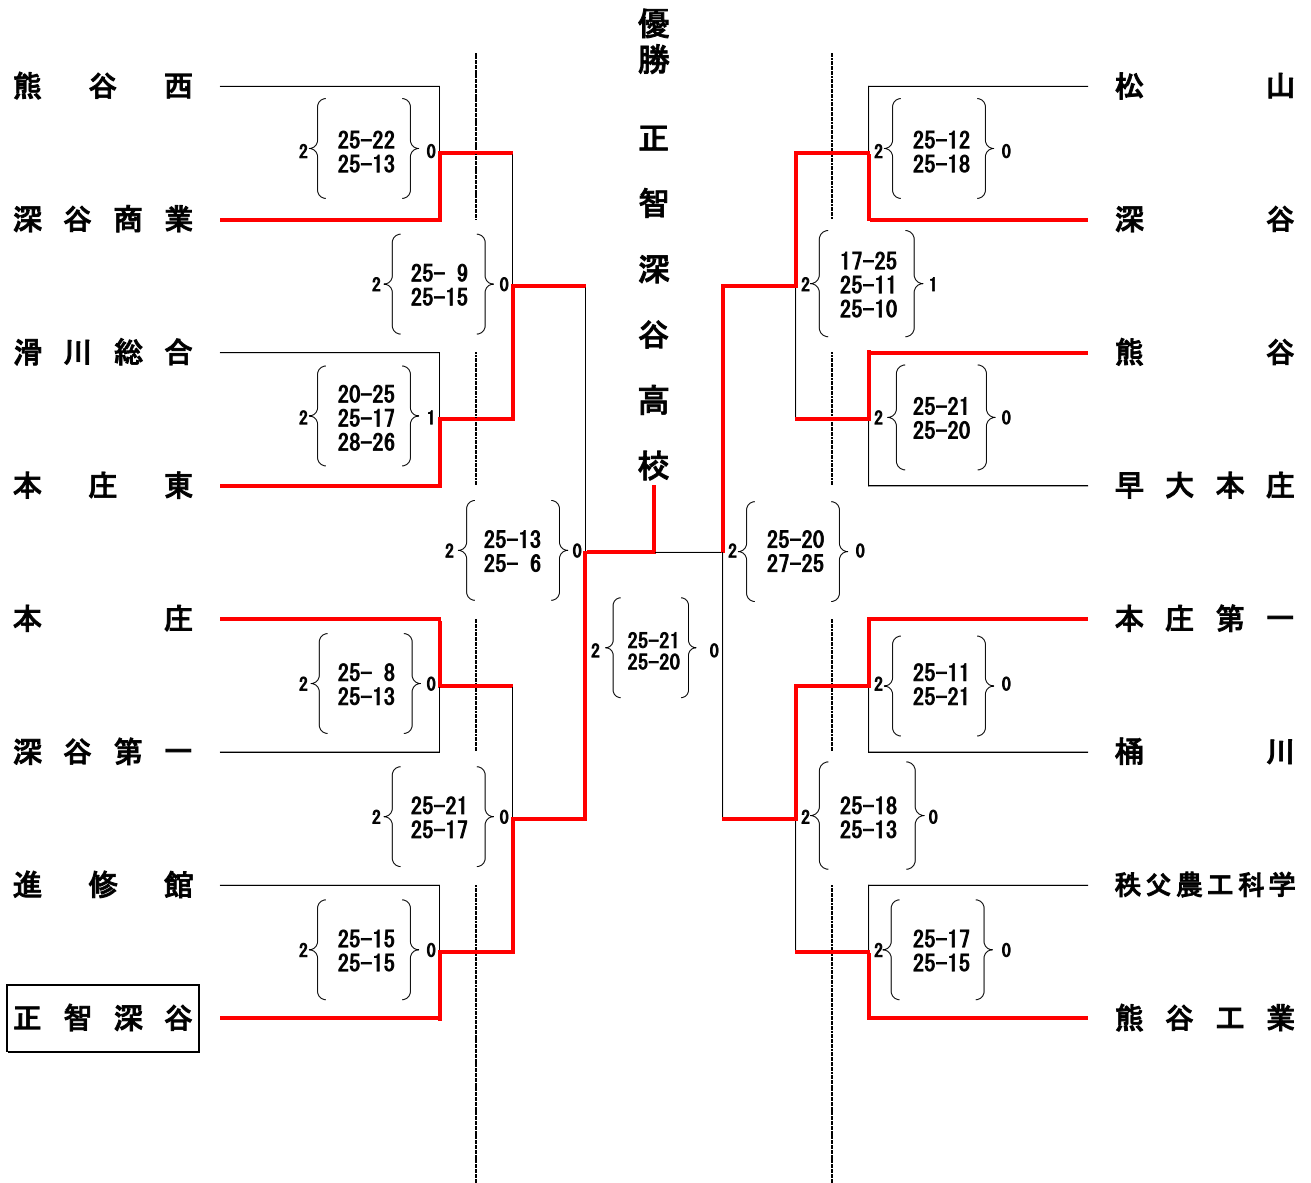 優勝 正智深谷高校
熊谷西
2 25-22 0
25-13
深谷商業
2 25- 9 0
25-15
滑川総合
2 20-25 1
25-17
28-26
本庄東
2 25-13 0
25- 6
本庄
2 25- 8 0
25-13
深谷第一
2 25-21 0
25-17
進修館
2 25-15 0
25-15
正智深谷
2 25-21 0
25-20
松山
2 25-12 0
25-18
深谷
2 17-25 1
25-11
25-10
熊谷
2 25-21 0
25-20
早大本庄
2 25-20 0
27-25
本庄第一
2 25-11 0
25-21
桶川
2 25-18 0
25-13
秩父農工科学
2 25-17 0
25-15
熊谷工業